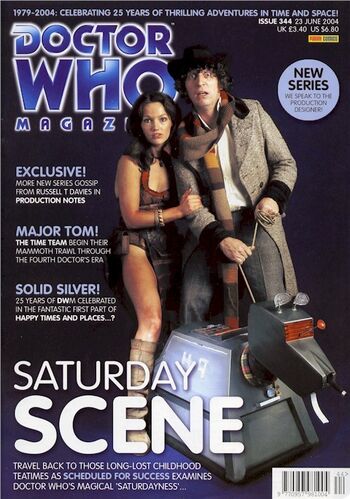 1979-2004: CELEBRATING 25 YEARS OF THRILLING ADVENTURES IN TIME AND SPACE!
ISSUE 344 23 JUNE 2004
UK £3.40 US $6.80
DOCTOR
WHO
MAGAZINE
NEW
SERIES
WE SPEAK TO THE
PRODUCTION
DESIGNER!
EXCLUSIVE!
MORE NEW SERIES GOSSIP
FROM RUSSELL T DAVIES IN
PRODUCTION NOTES
MAJOR TOM!
THE TIME TEAM BEGIN THEIR
MAMMOTH TRAWL THROUGH
THE FOURTH DOCTOR'S ERA
SOLID SILVER!
25 YEARS OF DWM CELEBRATED
IN THE FANTASTIC FIRST PART OF
HAPPY TIMES AND PLACES...?
K9
SATURDAY
SCENE
TRAVEL BACK TO THOSE LONG-LOST CHILDHOOD
TEATIMES AS SCHEDULED FOR SUCCESS EXAMINES
DOCTOR WHO'S MAGICAL 'SATURDAYNESS'...